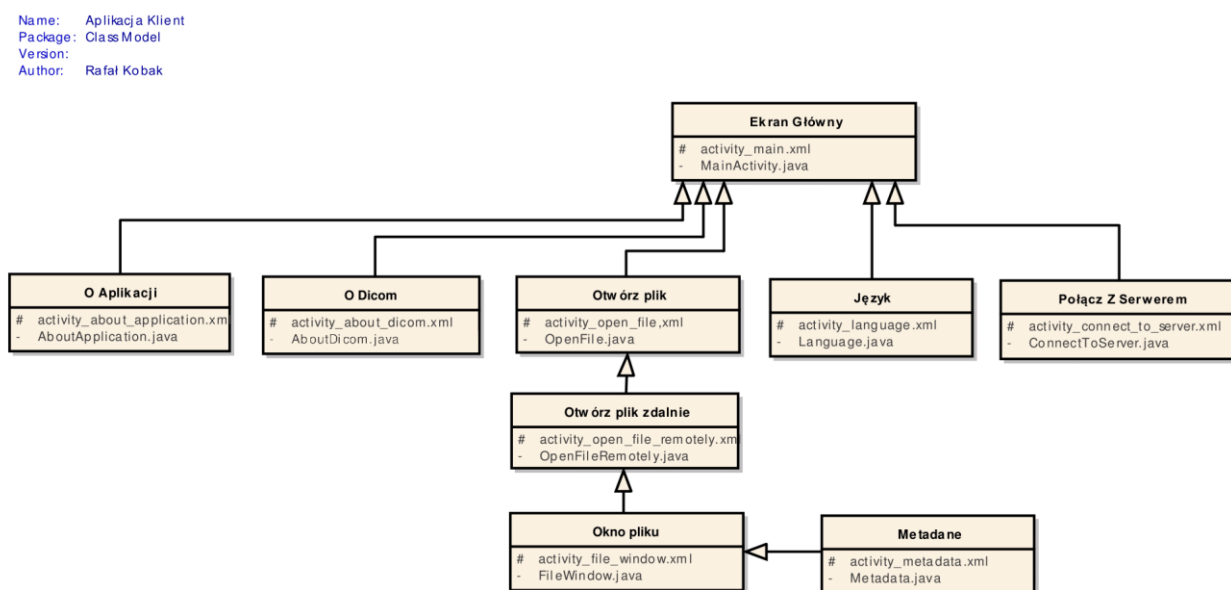 Name: Aplikacja Klient
Package: Class Model
Version:
Author: Rafał Kobak
Ekran Główny
# activity_main.xml
- MainActivity.java
O Aplikacji
# activity_about_application.xm
- AboutApplication.java
O Dicom
# activity_about_dicom.xml
- AboutDicom.java
Otwórz plik
# activity_open_file,xml
- OpenFile.java
Język
# activity_language.xml
- Language.java
Połącz Z Serwerem
# activity_connect_to_server.xml
- ConnectToServer.java
Otwórz plik zdalnie
# activity_open_file_remotely.xm
- OpenFileRemotely.java
Okno pliku
# activity_file_window.xml
- FileWindow.java
Metadane
# activity_metadata.xml
- Metadata.java